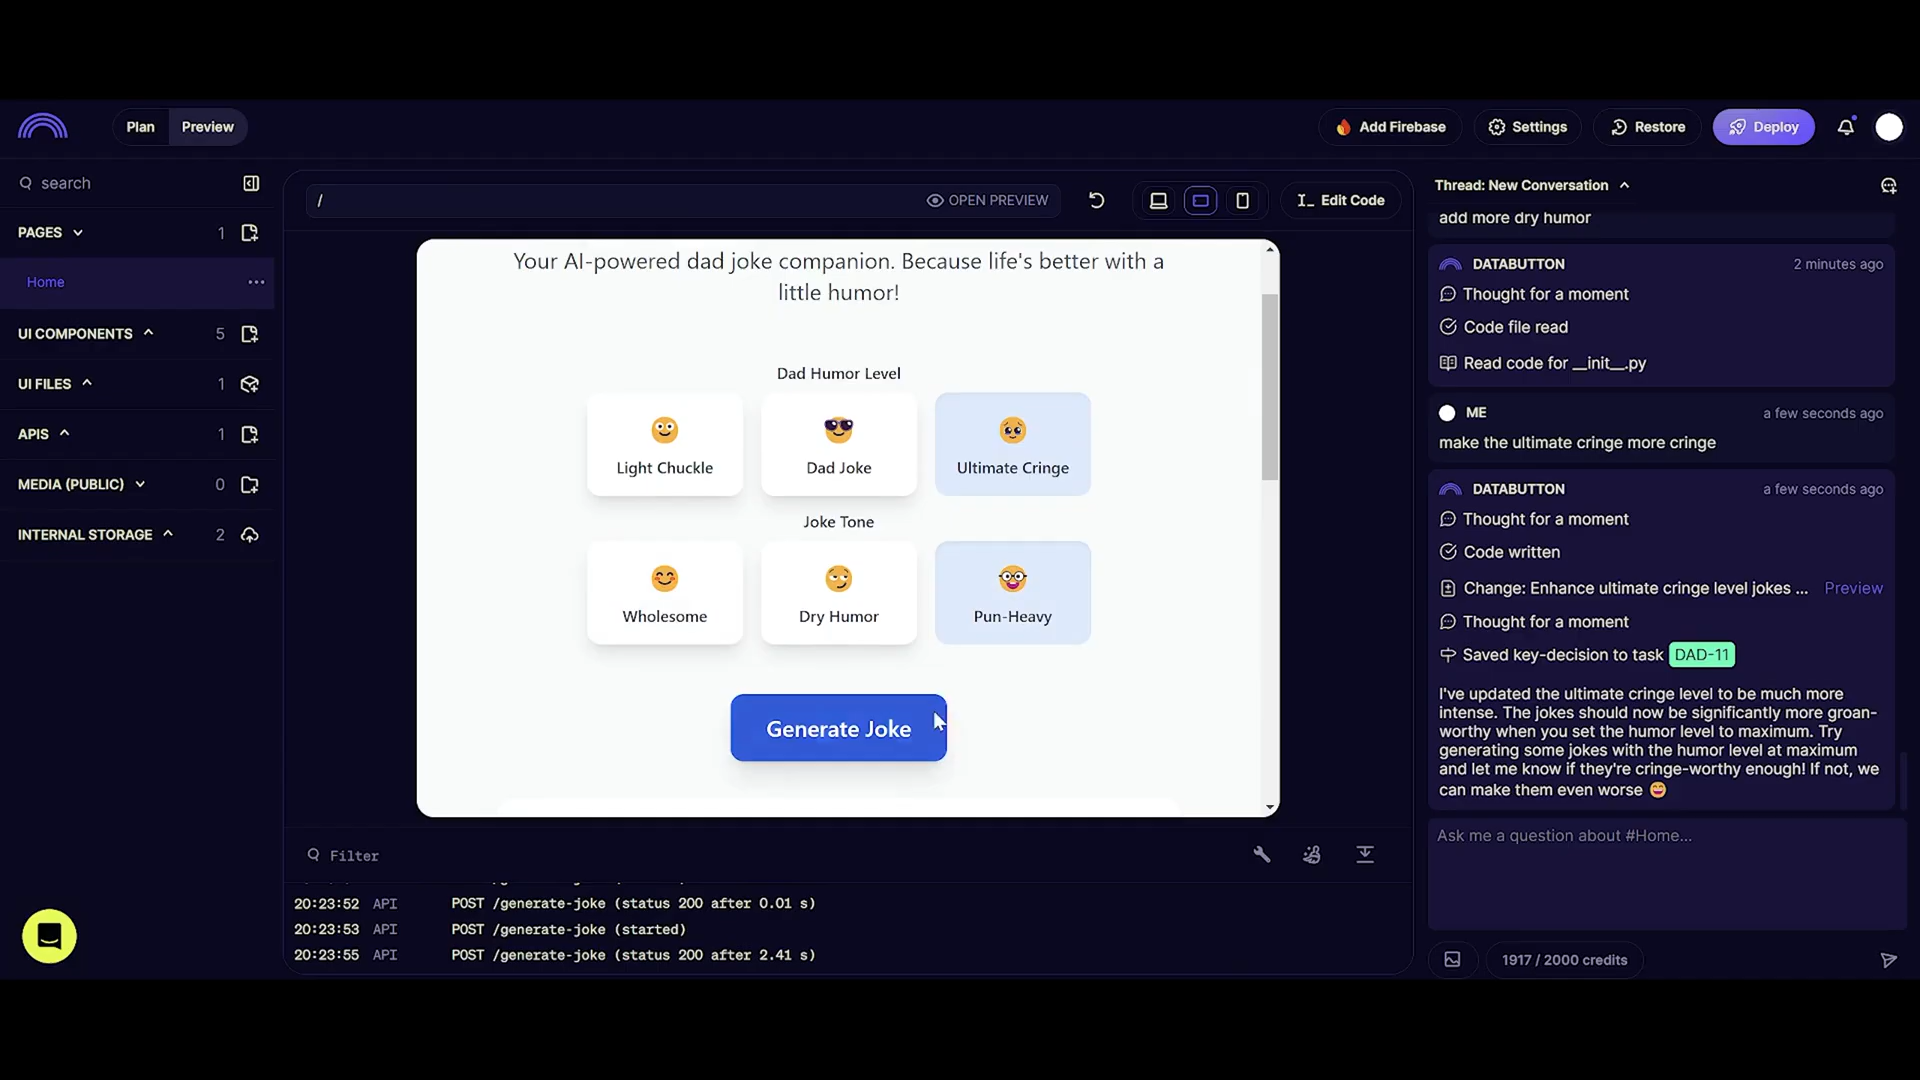 Plan
Preview
Add Firebase
Settings
Restore
Deploy
search
PAGES 1
Home
UI COMPONENTS 5
UI FILES 1
APIS 1
MEDIA (PUBLIC) 0
INTERNAL STORAGE 2
/
OPEN PREVIEW
Edit Code
Your AI-powered dad joke companion. Because life's better with a
little humor!
Dad Humor Level
Light Chuckle
Dad Joke
Ultimate Cringe
Joke Tone
Wholesome
Dry Humor
Pun-Heavy
Generate Joke
Filter
20:23:52 API POST /generate-joke (status 200 after 0.01 s)
20:23:53 API POST /generate-joke (started)
20:23:55 API POST /generate-joke (status 200 after 2.41 s)
Thread: New Conversation
add more dry humor
DATABUTTON 2 minutes ago
Thought for a moment
Code file read
Read code for __init__.py
ME a few seconds ago
make the ultimate cringe more cringe
DATABUTTON a few seconds ago
Thought for a moment
Code written
Change: Enhance ultimate cringe level jokes ... Preview
Thought for a moment
Saved key-decision to task DAD-11
I've updated the ultimate cringe level to be much more
intense. The jokes should now be significantly more groan-
worthy when you set the humor level to maximum. Try
generating some jokes with the humor level at maximum
and let me know if they're cringe-worthy enough! If not, we
can make them even worse 😄
Ask me a question about #Home...
1917 / 2000 credits